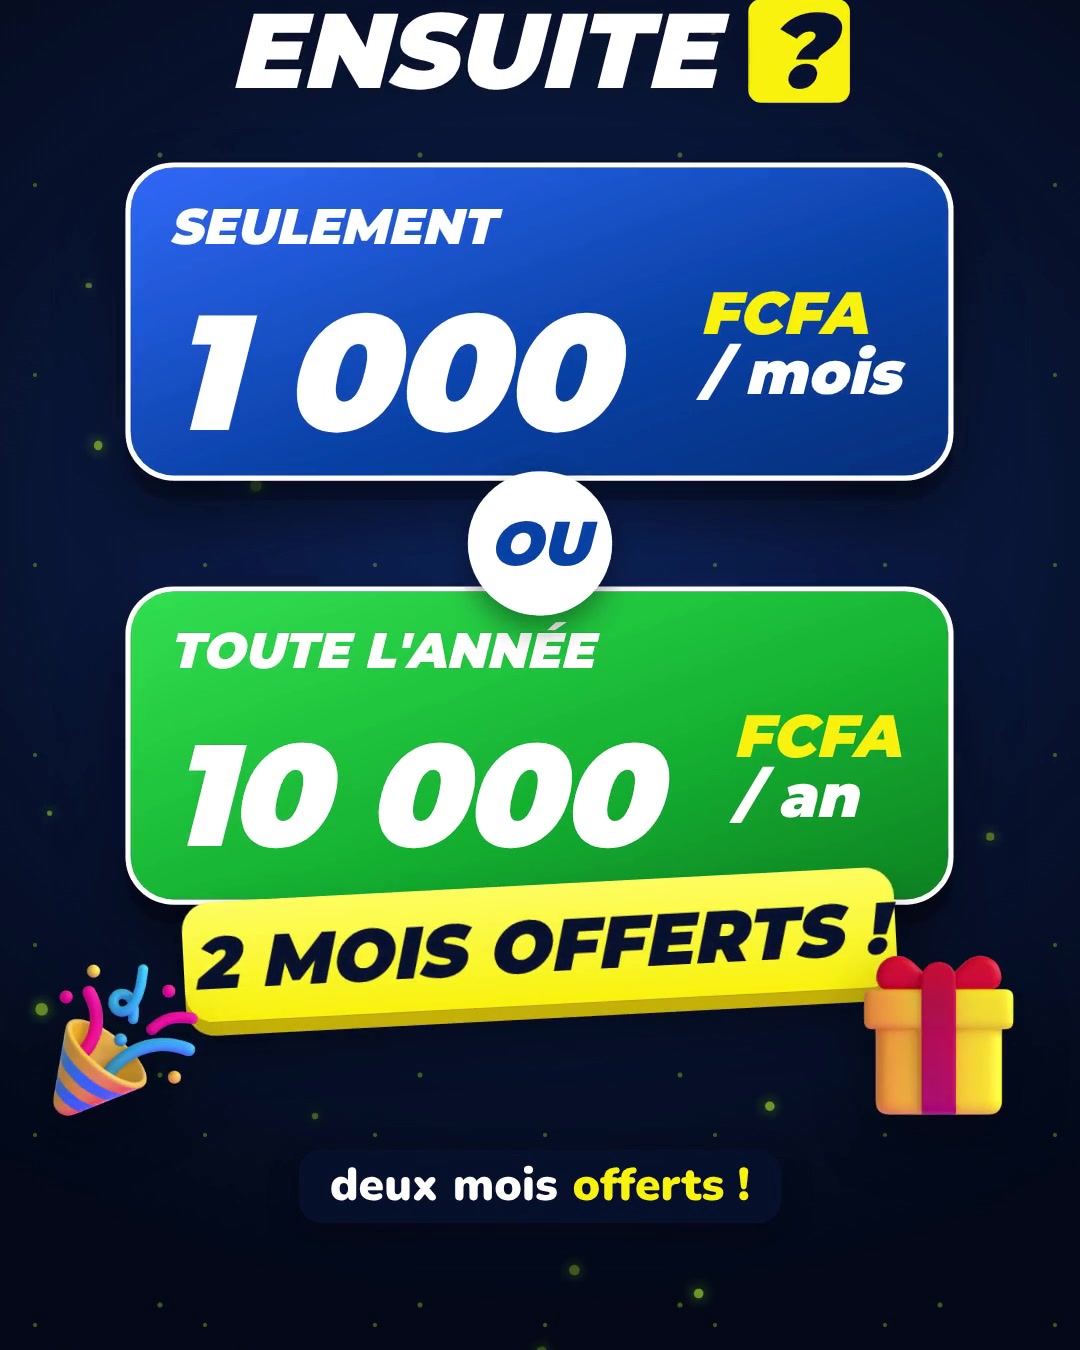 ENSUITE ?
SEULEMENT
1 000
FCFA
/ mois
OU
TOUTE L'ANNÉE
10 000
FCFA
/ an
2 MOIS OFFERTS !
deux mois offerts !